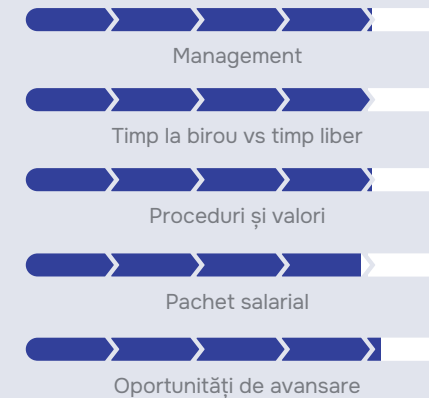 Management
Timp la birou vs timp liber
Proceduri și valori
Pachet salarial
Oportunități de avansare